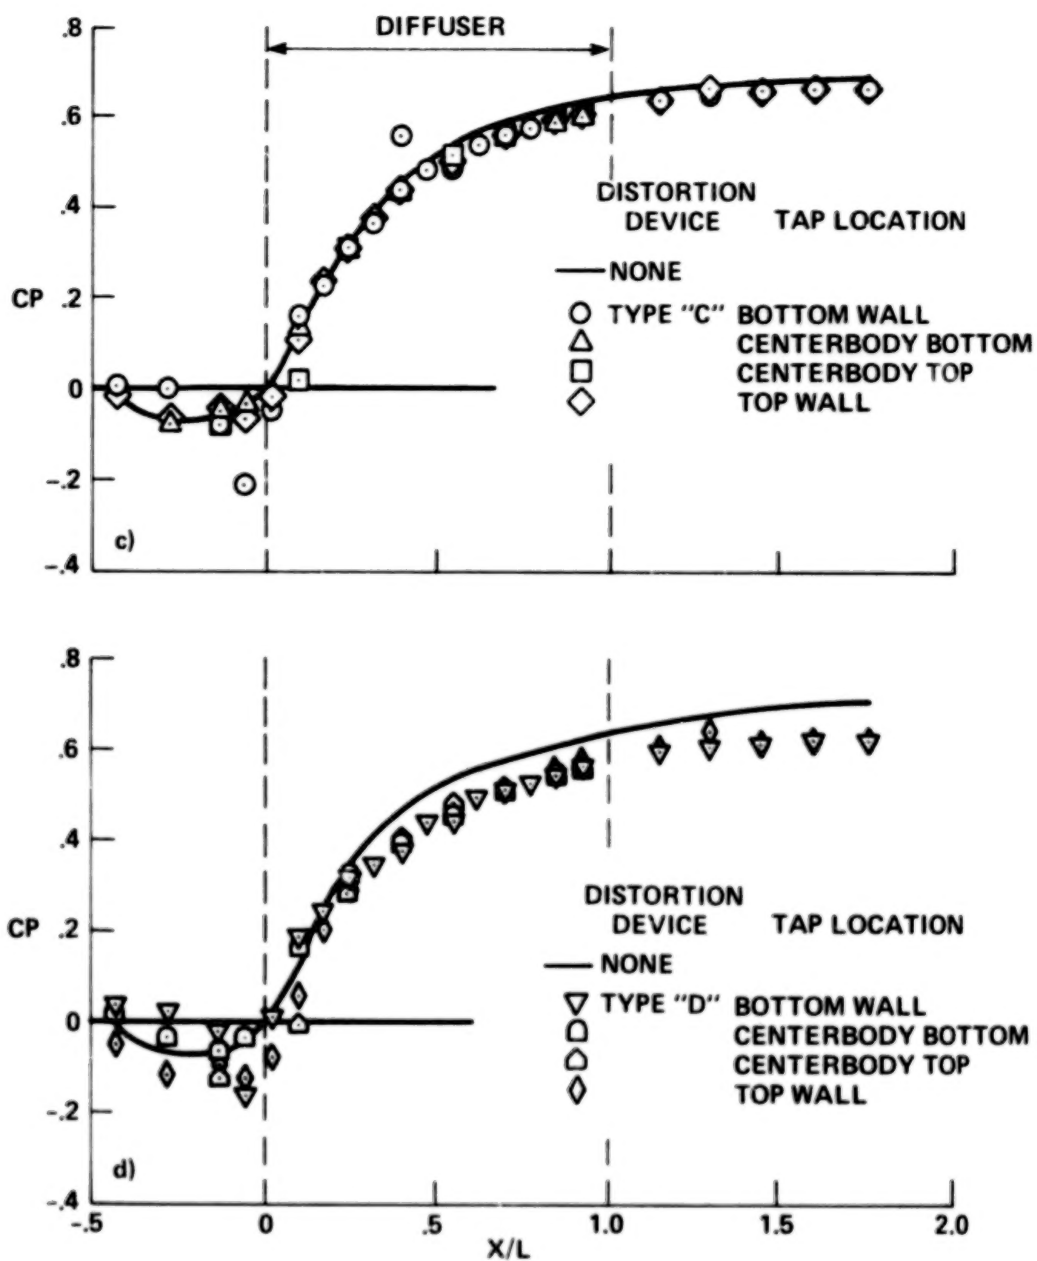 DIFFUSER
.8
.6
.4
.2
0
-.2
-.4
CP
DISTORTION
DEVICE TAP LOCATION
NONE
TYPE "C" BOTTOM WALL
CENTERBODY BOTTOM
CENTERBODY TOP
TOP WALL
c)
.8
.6
.4
.2
0
-.2
-.4
CP
DISTORTION
DEVICE TAP LOCATION
NONE
TYPE "D" BOTTOM WALL
CENTERBODY BOTTOM
CENTERBODY TOP
TOP WALL
d)
-.5 0 .5 1.0 1.5 2.0
X/L